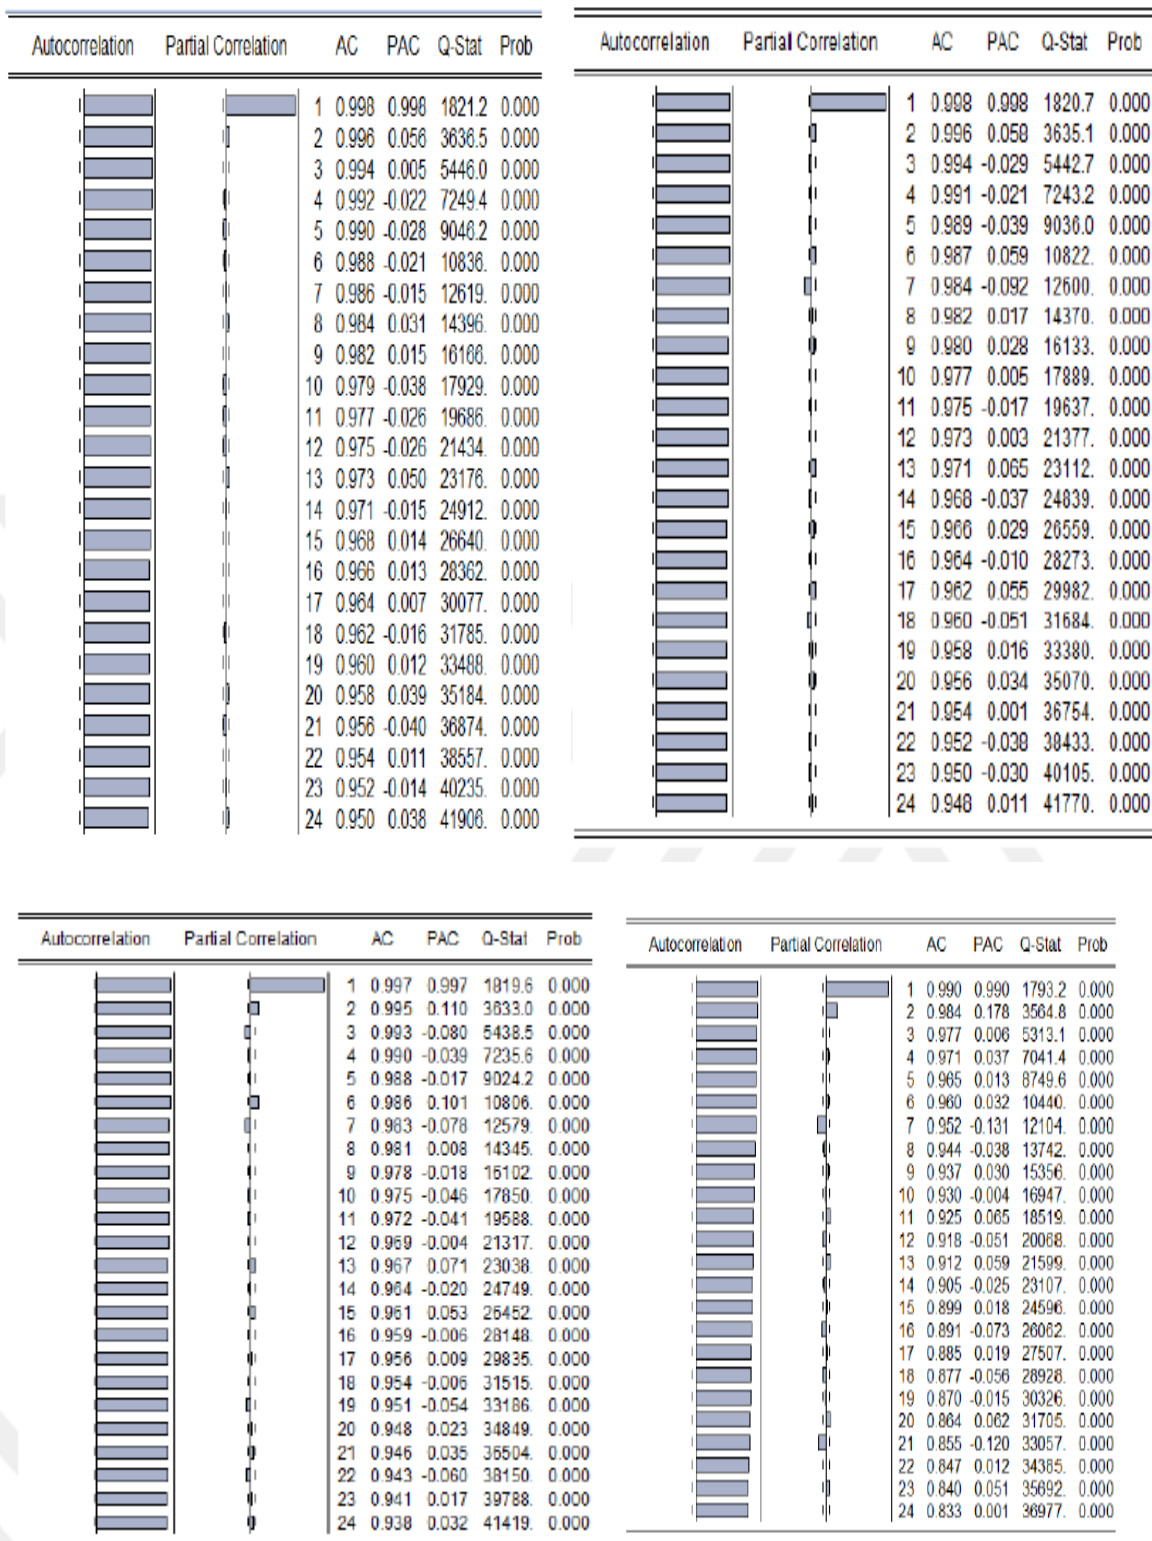 Autocorrelation Partial Correlation AC PAC Q-Stat Prob
1 0.998 0.998 1821.2 0.000
2 0.996 0.056 3636.5 0.000
3 0.994 0.005 5446.0 0.000
4 0.992 -0.022 7249.4 0.000
5 0.990 -0.028 9046.2 0.000
6 0.988 -0.021 10836. 0.000
7 0.986 -0.015 12619. 0.000
8 0.984 0.031 14396. 0.000
9 0.982 0.015 16166. 0.000
10 0.979 -0.038 17929. 0.000
11 0.977 -0.026 19686. 0.000
12 0.975 -0.026 21434. 0.000
13 0.973 0.050 23176. 0.000
14 0.971 -0.015 24912. 0.000
15 0.968 0.014 26640. 0.000
16 0.966 0.013 28362. 0.000
17 0.964 0.007 30077. 0.000
18 0.962 -0.016 31785. 0.000
19 0.960 0.012 33488. 0.000
20 0.958 0.039 35184. 0.000
21 0.956 -0.040 36874. 0.000
22 0.954 0.011 38557. 0.000
23 0.952 -0.014 40235. 0.000
24 0.950 0.038 41906. 0.000
Autocorrelation Partial Correlation AC PAC Q-Stat Prob
1 0.998 0.998 1820.7 0.000
2 0.996 0.058 3635.1 0.000
3 0.994 -0.029 5442.7 0.000
4 0.991 -0.021 7243.2 0.000
5 0.989 -0.039 9036.0 0.000
6 0.987 0.059 10822. 0.000
7 0.984 -0.092 12600. 0.000
8 0.982 0.017 14370. 0.000
9 0.980 0.028 16133. 0.000
10 0.977 0.005 17889. 0.000
11 0.975 -0.017 19637. 0.000
12 0.973 0.003 21377. 0.000
13 0.971 0.065 23112. 0.000
14 0.968 -0.037 24839. 0.000
15 0.966 0.029 26559. 0.000
16 0.964 -0.010 28273. 0.000
17 0.962 0.055 29982. 0.000
18 0.960 -0.051 31684. 0.000
19 0.958 0.016 33380. 0.000
20 0.956 0.034 35070. 0.000
21 0.954 0.001 36754. 0.000
22 0.952 -0.038 38433. 0.000
23 0.950 -0.030 40105. 0.000
24 0.948 0.011 41770. 0.000
Autocorrelation Partial Correlation AC PAC Q-Stat Prob
1 0.997 0.997 1819.6 0.000
2 0.995 0.110 3633.0 0.000
3 0.993 -0.080 5438.5 0.000
4 0.990 -0.039 7235.6 0.000
5 0.988 -0.017 9024.2 0.000
6 0.986 0.101 10806. 0.000
7 0.983 -0.078 12579. 0.000
8 0.981 0.008 14345. 0.000
9 0.978 -0.018 16102. 0.000
10 0.975 -0.046 17850. 0.000
11 0.972 -0.041 19588. 0.000
12 0.969 -0.004 21317. 0.000
13 0.967 0.071 23038. 0.000
14 0.964 -0.020 24749. 0.000
15 0.961 0.053 26452. 0.000
16 0.959 -0.006 28148. 0.000
17 0.956 0.009 29835. 0.000
18 0.954 -0.006 31515. 0.000
19 0.951 -0.054 33186. 0.000
20 0.948 0.023 34849. 0.000
21 0.946 0.035 36504. 0.000
22 0.943 -0.060 38150. 0.000
23 0.941 0.017 39788. 0.000
24 0.938 0.032 41419. 0.000
Autocorrelation Partial Correlation AC PAC Q-Stat Prob
1 0.990 0.990 1793.2 0.000
2 0.984 0.178 3564.8 0.000
3 0.977 0.006 5313.1 0.000
4 0.971 0.037 7041.4 0.000
5 0.965 0.013 8749.6 0.000
6 0.960 0.032 10440. 0.000
7 0.952 -0.131 12104. 0.000
8 0.944 -0.038 13742. 0.000
9 0.937 0.030 15356. 0.000
10 0.930 -0.004 16947. 0.000
11 0.925 0.065 18519. 0.000
12 0.918 -0.051 20068. 0.000
13 0.912 0.059 21599. 0.000
14 0.905 -0.025 23107. 0.000
15 0.899 0.018 24596. 0.000
16 0.891 -0.073 26062. 0.000
17 0.885 0.019 27507. 0.000
18 0.877 -0.056 28928. 0.000
19 0.870 -0.015 30326. 0.000
20 0.864 0.062 31705. 0.000
21 0.855 -0.120 33057. 0.000
22 0.847 0.012 34385. 0.000
23 0.840 0.051 35692. 0.000
24 0.833 0.001 36977. 0.000